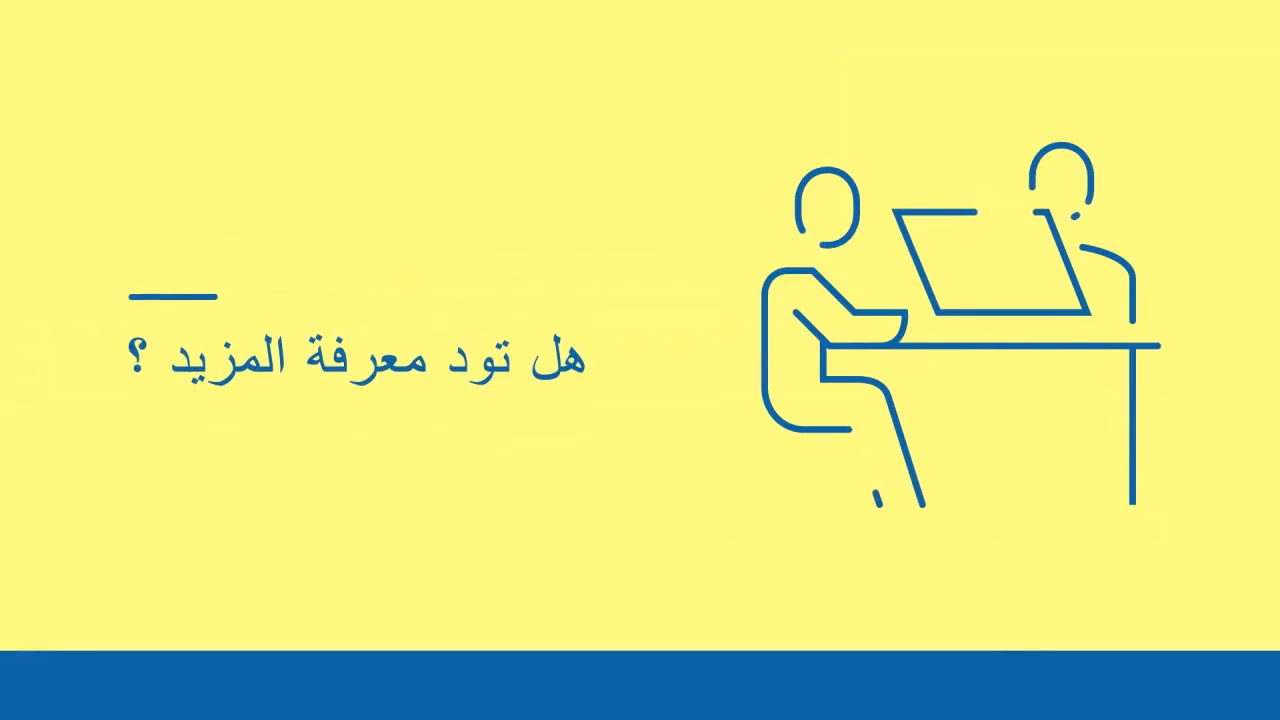 هل تود معرفة المزيد ؟